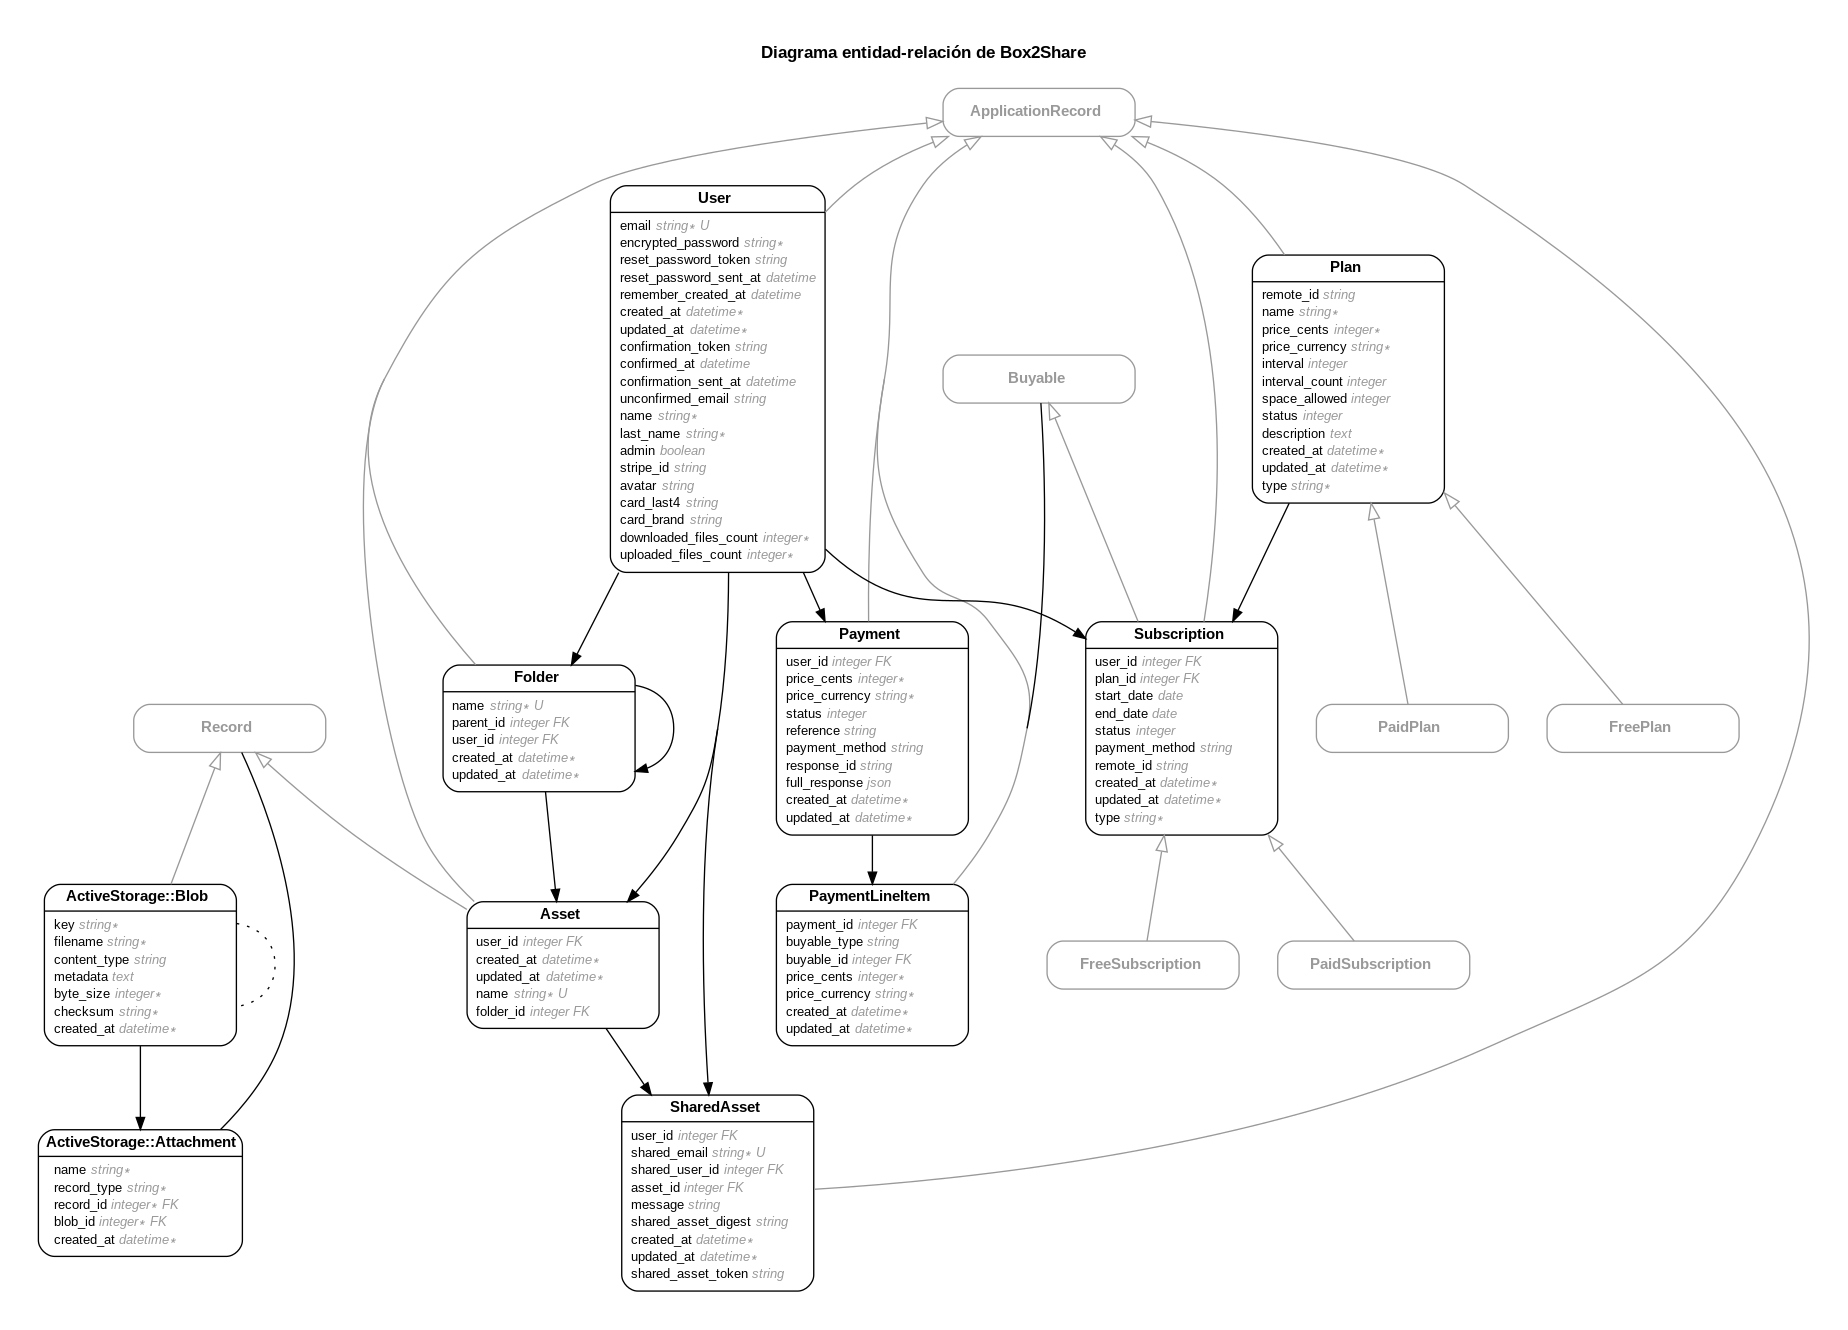 Diagrama entidad-relación de Box2Share
ApplicationRecord
User
email string* U
encrypted_password string*
reset_password_token string
reset_password_sent_at datetime
remember_created_at datetime
created_at datetime*
updated_at datetime*
confirmation_token string
confirmed_at datetime
confirmation_sent_at datetime
unconfirmed_email string
name string*
last_name string*
admin boolean
stripe_id string
avatar string
card_last4 string
card_brand string
downloaded_files_count integer*
uploaded_files_count integer*
Plan
remote_id string
name string*
price_cents integer*
price_currency string*
interval integer
interval_count integer
space_allowed integer
status integer
description text
created_at datetime*
updated_at datetime*
type string*
Buyable
Folder
name string* U
parent_id integer FK
user_id integer FK
created_at datetime*
updated_at datetime*
Payment
user_id integer FK
price_cents integer*
price_currency string*
status integer
reference string
payment_method string
response_id string
full_response json
created_at datetime*
updated_at datetime*
Subscription
user_id integer FK
plan_id integer FK
start_date date
end_date date
status integer
payment_method string
remote_id string
created_at datetime*
updated_at datetime*
type string*
Record
PaidPlan
FreePlan
ActiveStorage::Blob
key string*
filename string*
content_type string
metadata text
byte_size integer*
checksum string*
created_at datetime*
Asset
user_id integer FK
created_at datetime*
updated_at datetime*
name string* U
folder_id integer FK
PaymentLineItem
payment_id integer FK
buyable_type string
buyable_id integer FK
price_cents integer*
price_currency string*
created_at datetime*
updated_at datetime*
FreeSubscription
PaidSubscription
ActiveStorage::Attachment
name string*
record_type string*
record_id integer* FK
blob_id integer* FK
created_at datetime*
SharedAsset
user_id integer FK
shared_email string* U
shared_user_id integer FK
asset_id integer FK
message string
shared_asset_digest string
created_at datetime*
updated_at datetime*
shared_asset_token string